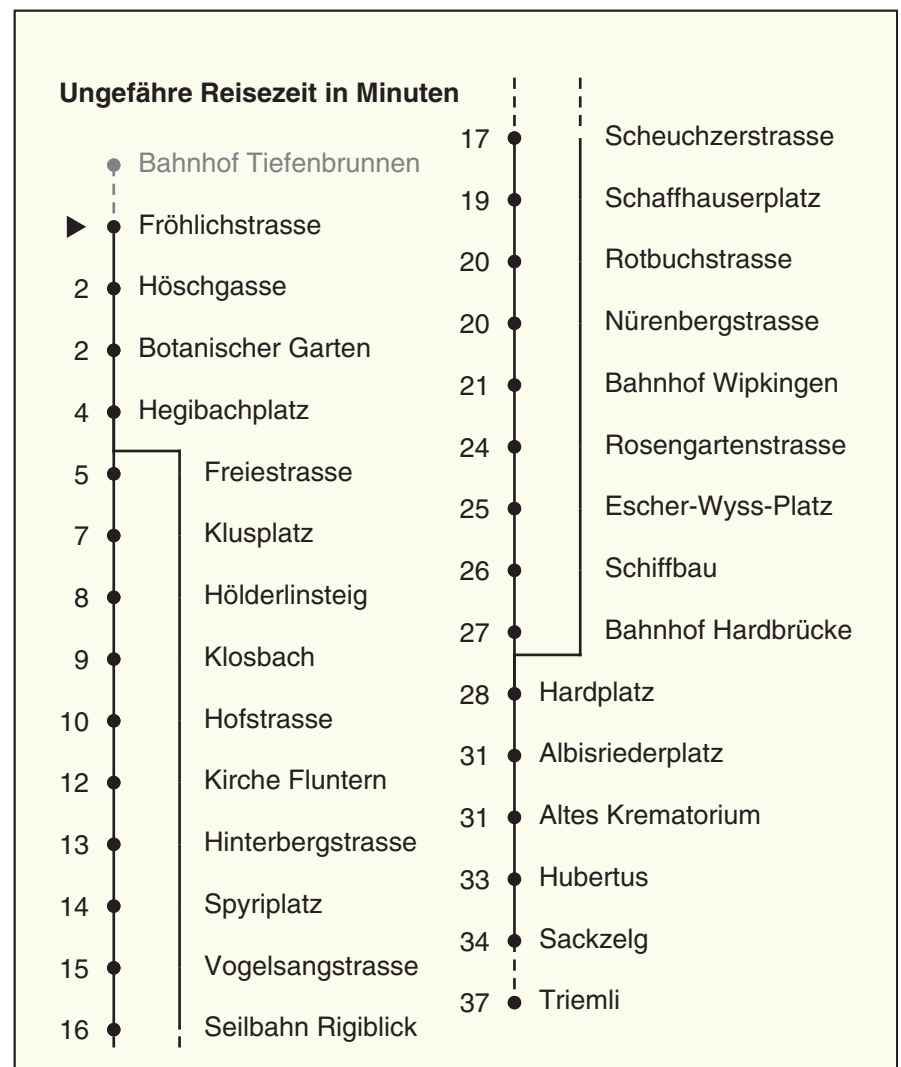 Ungefähre Reisezeit in Minuten
Bahnhof Tiefenbrunnen
Fröhlichstrasse
2 Höschgasse
2 Botanischer Garten
4 Hegibachplatz
5 Freiestrasse
7 Klusplatz
8 Hölderlinsteig
9 Klosbach
10 Hofstrasse
12 Kirche Fluntern
13 Hinterbergstrasse
14 Spyriplatz
15 Vogelsangstrasse
16 Seilbahn Rigiblick
17 Scheuchzerstrasse
19 Schaffhauserplatz
20 Rotbuchstrasse
20 Nürenbergstrasse
21 Bahnhof Wipkingen
24 Rosengartenstrasse
25 Escher-Wyss-Platz
26 Schiffbau
27 Bahnhof Hardbrücke
28 Hardplatz
31 Albisriederplatz
31 Altes Krematorium
33 Hubertus
34 Sackzelg
37 Triemli